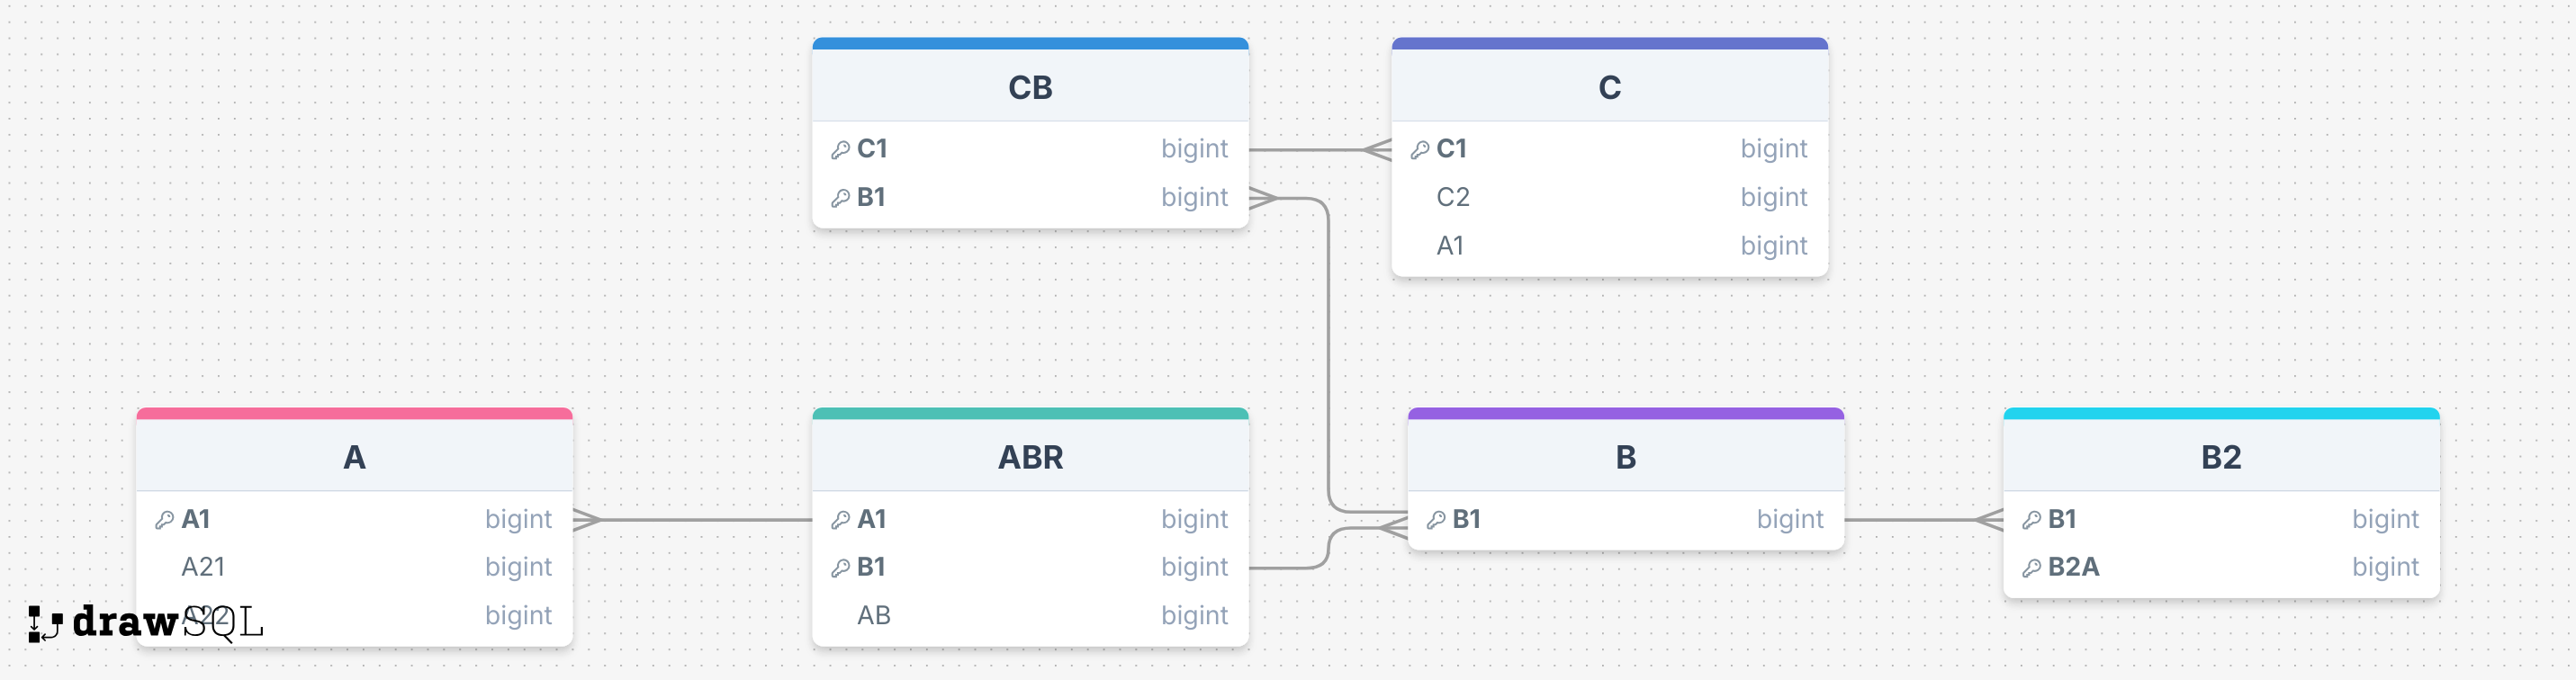 CB
C1 bigint
B1 bigint
C
C1 bigint
C2 bigint
A1 bigint
A
A1 bigint
A21 bigint
A22 bigint
ABR
A1 bigint
B1 bigint
AB bigint
B
B1 bigint
B2
B1 bigint
B2A bigint
drawSQL